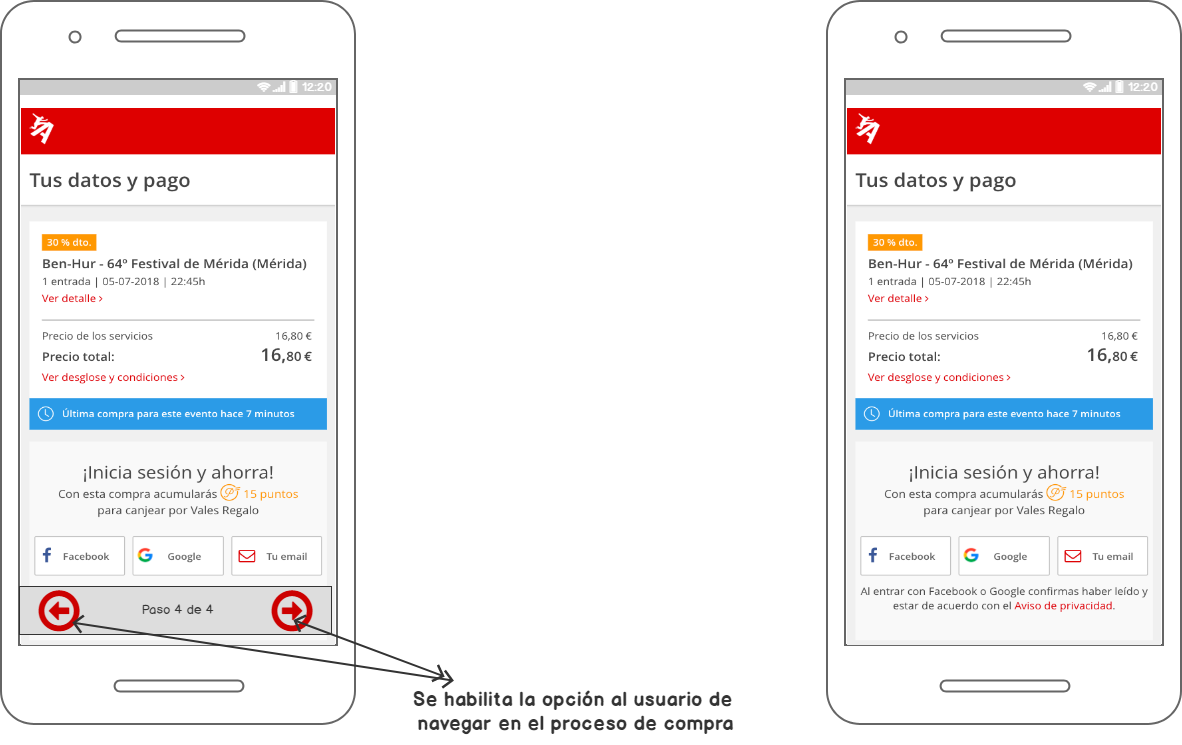 12:20
Tus datos y pago
30 % dto.
Ben-Hur - 64º Festival de Mérida (Mérida)
1 entrada | 05-07-2018 | 22:45h
Ver detalle ›
Precio de los servicios 16,80 €
Precio total: 16,80 €
Ver desglose y condiciones ›
Última compra para este evento hace 7 minutos
¡Inicia sesión y ahorra!
Con esta compra acumularás 15 puntos
para canjear por Vales Regalo
Facebook Google Tu email
Paso 4 de 4
Se habilita la opción al usuario de
navegar en el proceso de compra
12:20
Tus datos y pago
30 % dto.
Ben-Hur - 64º Festival de Mérida (Mérida)
1 entrada | 05-07-2018 | 22:45h
Ver detalle ›
Precio de los servicios 16,80 €
Precio total: 16,80 €
Ver desglose y condiciones ›
Última compra para este evento hace 7 minutos
¡Inicia sesión y ahorra!
Con esta compra acumularás 15 puntos
para canjear por Vales Regalo
Facebook Google Tu email
Al entrar con Facebook o Google confirmas haber leído y
estar de acuerdo con el Aviso de privacidad.